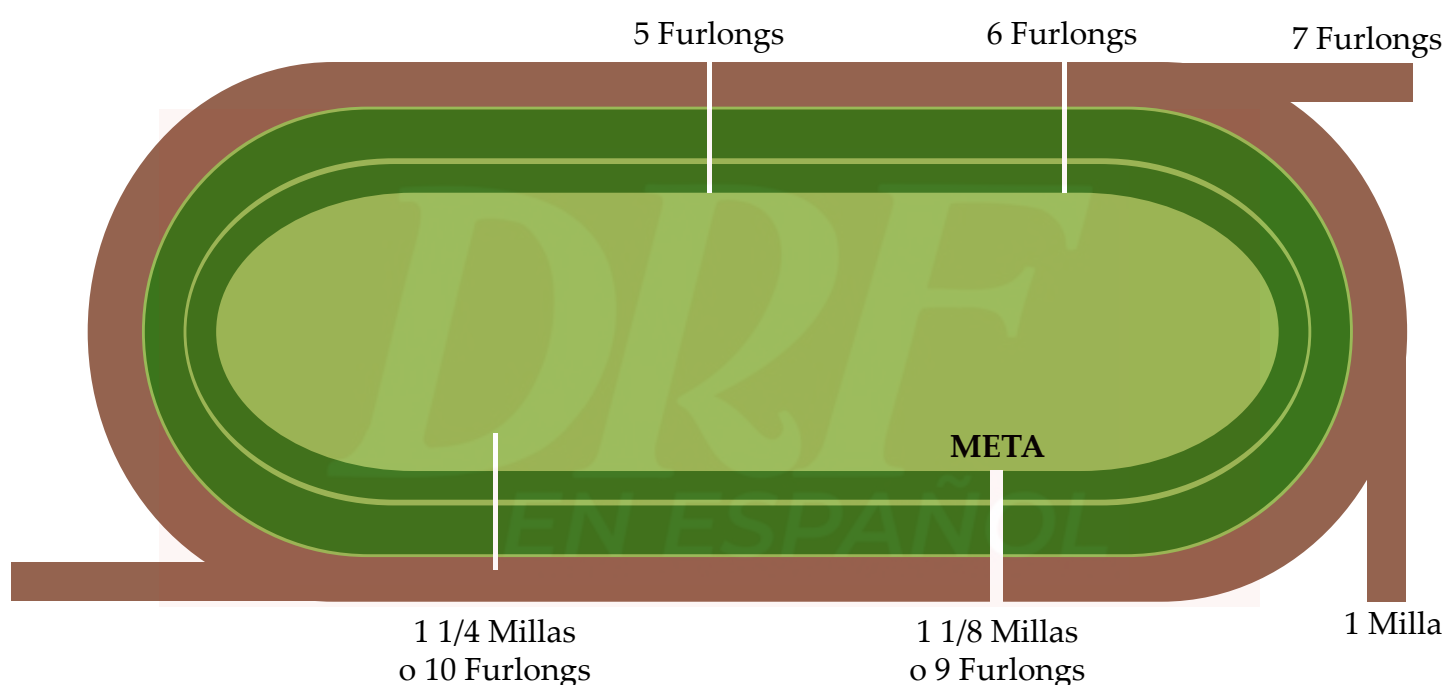 5 Furlongs
6 Furlongs
7 Furlongs
DRF
META
EN ESPAÑOL
1 1/4 Millas
o 10 Furlongs
1 1/8 Millas
o 9 Furlongs
1 Milla